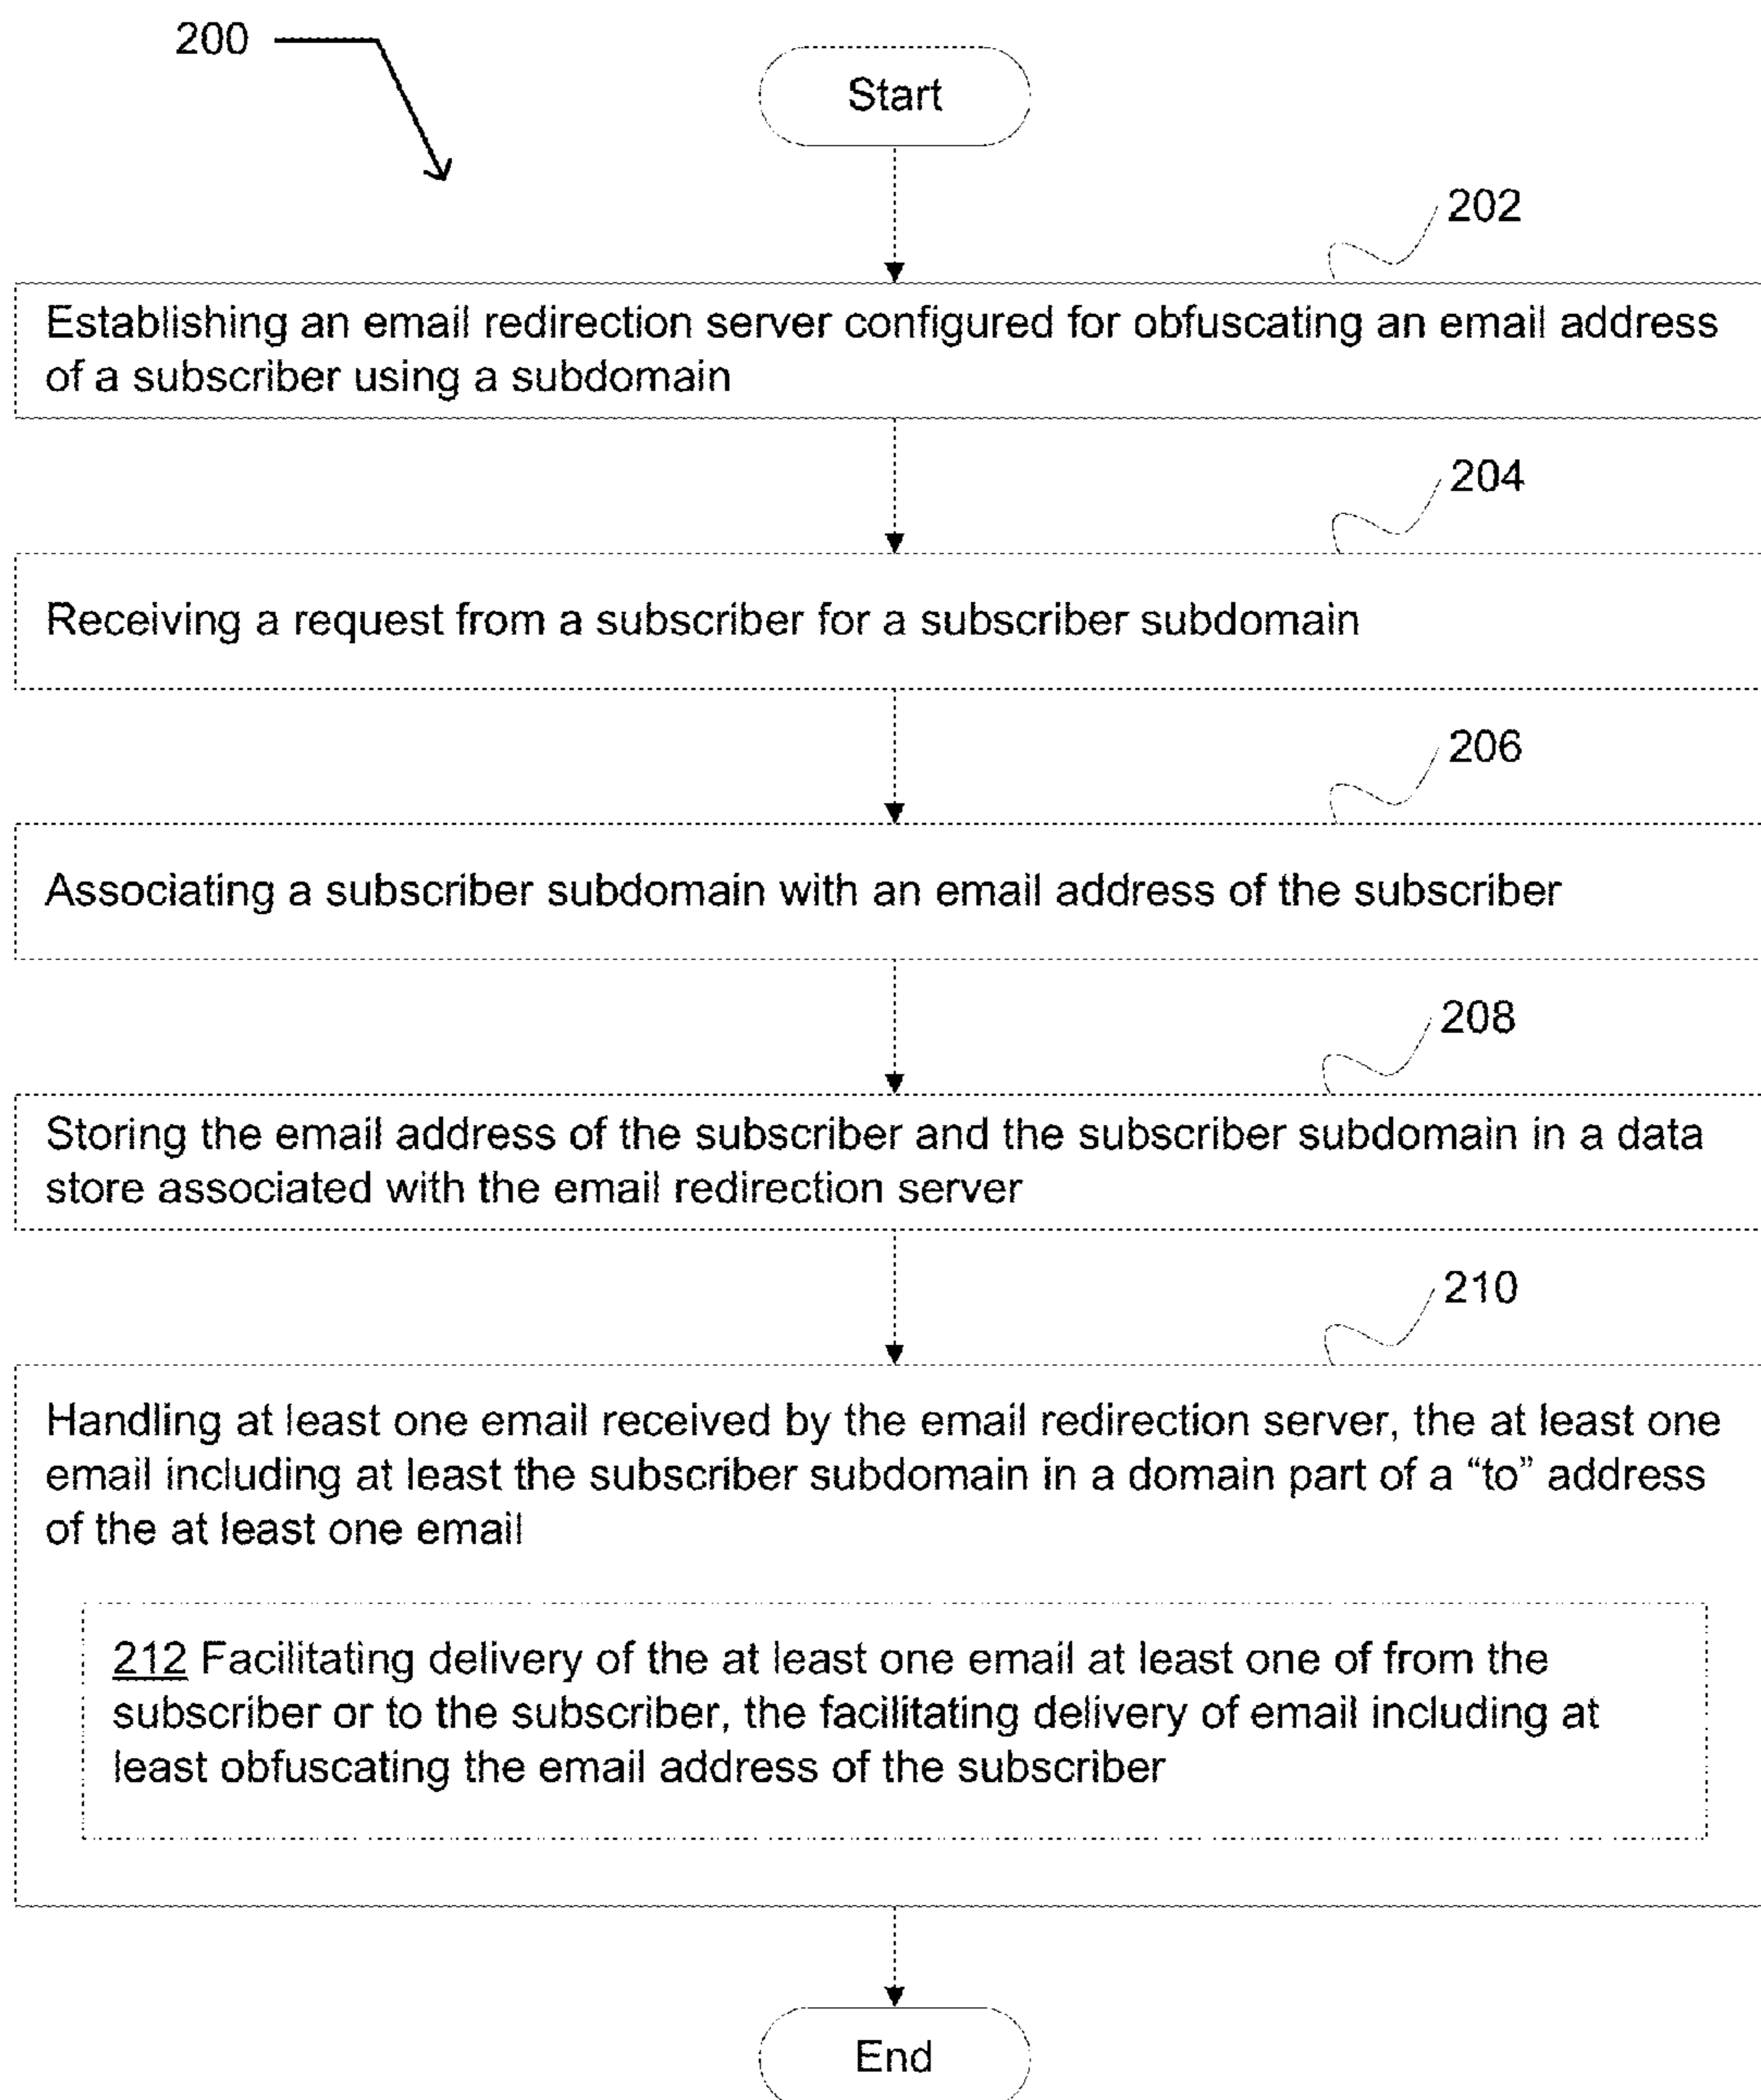 200
Start
202
Establishing an email redirection server configured for obfuscating an email address
of a subscriber using a subdomain
204
Receiving a request from a subscriber for a subscriber subdomain
206
Associating a subscriber subdomain with an email address of the subscriber
208
Storing the email address of the subscriber and the subscriber subdomain in a data
store associated with the email redirection server
210
Handling at least one email received by the email redirection server, the at least one
email including at least the subscriber subdomain in a domain part of a “to” address
of the at least one email
212 Facilitating delivery of the at least one email at least one of from the
subscriber or to the subscriber, the facilitating delivery of email including at
least obfuscating the email address of the subscriber
End